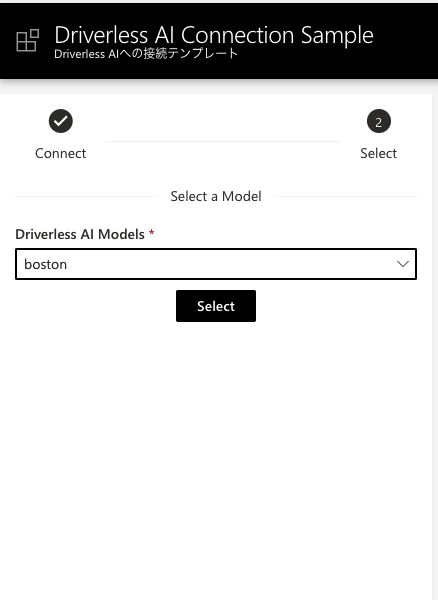 Driverless AI Connection Sample
Driverless AIへの接続テンプレート
Connect
2
Select
Select a Model
Driverless AI Models *
boston
Select